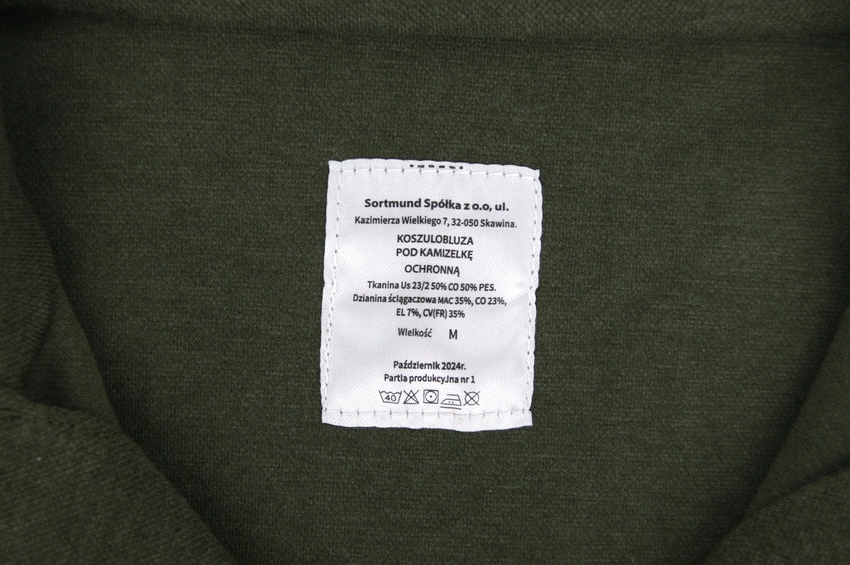 Sortmund Spółka z o.o, ul.
Kazimierza Wielkiego 7, 32-050 Skawina.
KOSZULOBLUZA
POD KAMIZELKĘ
OCHRONNĄ
Tkanina Us 23/2 50% CO 50% PES.
Dzianina ściągaczowa MAC 35%, CO 23%,
EL 7%, CV(FR) 35%
Wielkość M
Październik 2024r.
Partia produkcyjna nr 1
40